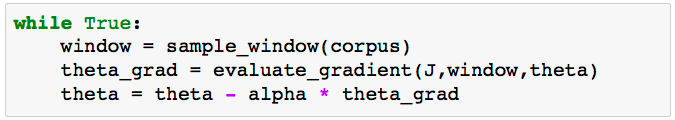 while True:
    window = sample_window(corpus)
    theta_grad = evaluate_gradient(J,window,theta)
    theta = theta - alpha * theta_grad